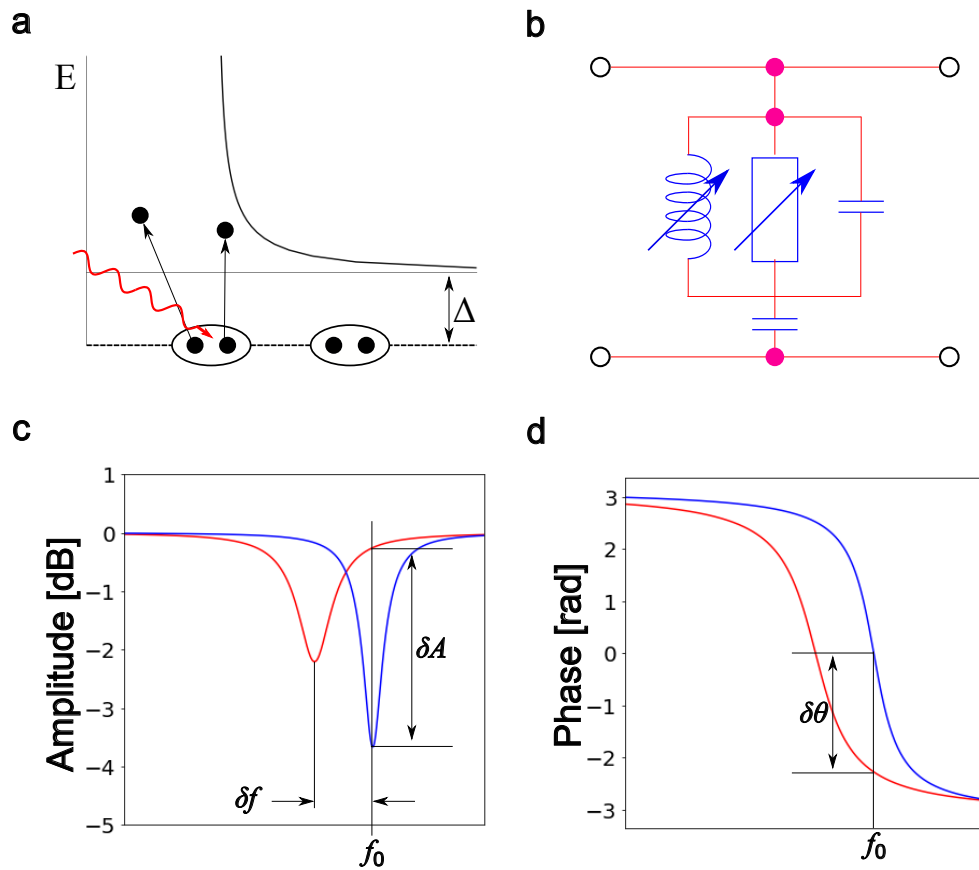 a
E
Δ
b
c
Amplitude [dB]
1
0
−1
−2
−3
−4
−5
δA
δf
f₀
d
Phase [rad]
3
2
1
0
−1
−2
−3
δθ
f₀